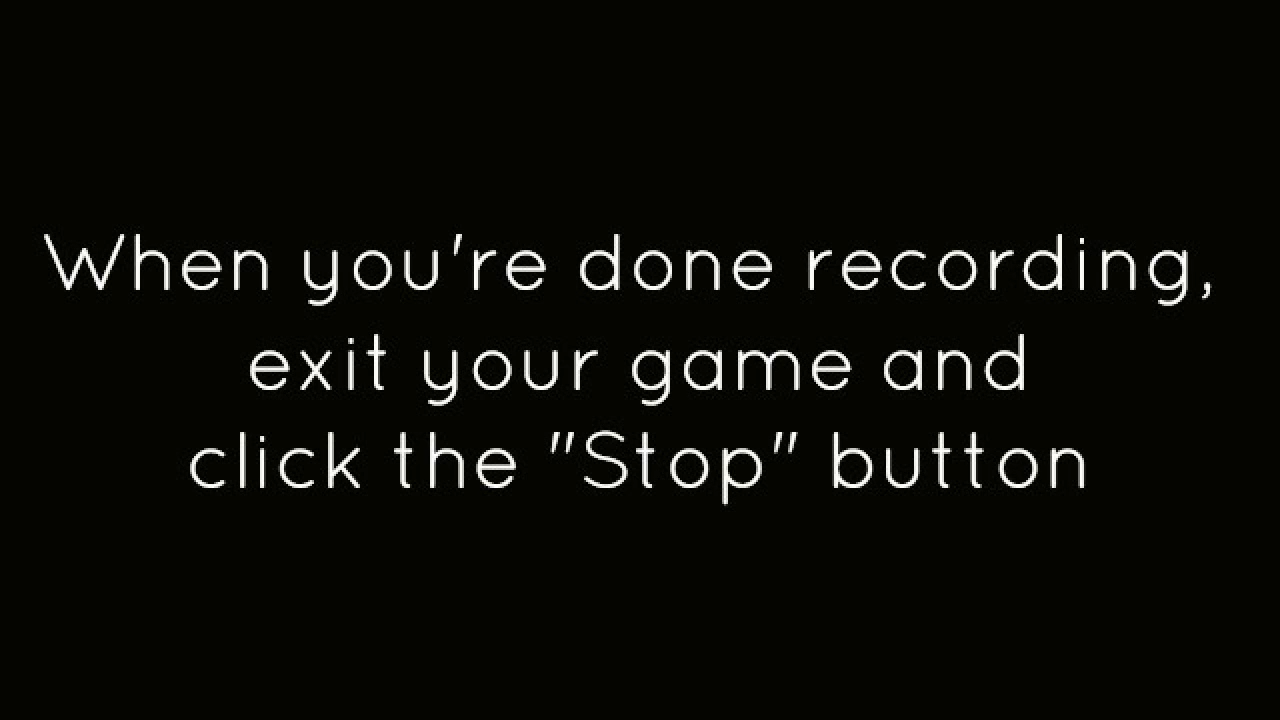 When you're done recording,
exit your game and
click the "Stop" button